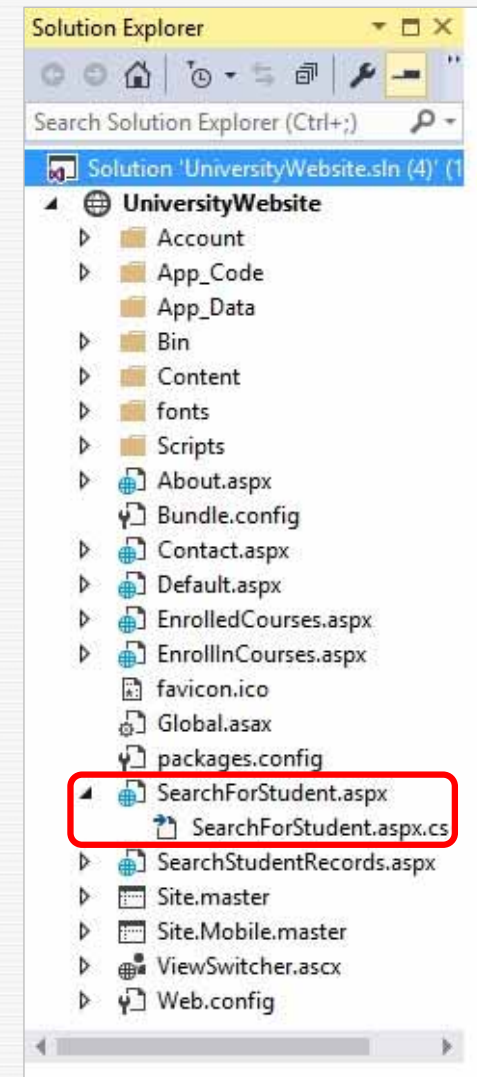 Solution Explorer
Search Solution Explorer (Ctrl+;)
Solution 'UniversityWebsite.sln (4)' (1
UniversityWebsite
Account
App_Code
App_Data
Bin
Content
fonts
Scripts
About.aspx
Bundle.config
Contact.aspx
Default.aspx
EnrolledCourses.aspx
EnrollInCourses.aspx
favicon.ico
Global.asax
packages.config
SearchForStudent.aspx
SearchForStudent.aspx.cs
SearchStudentRecords.aspx
Site.master
Site.Mobile.master
ViewSwitcher.ascx
Web.config